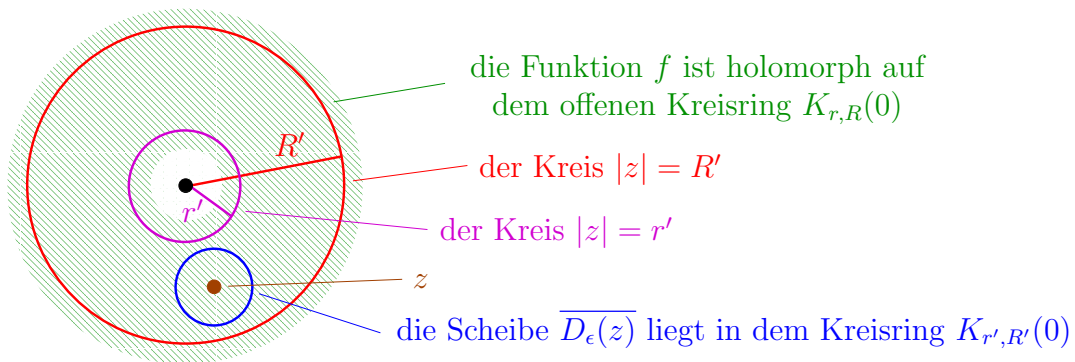 die Funktion f ist holomorph auf
dem offenen Kreisring K_{r,R}(0)
R′
der Kreis |z| = R′
r′
der Kreis |z| = r′
z
die Scheibe \overline{D_ϵ(z)} liegt in dem Kreisring K_{r′,R′}(0)